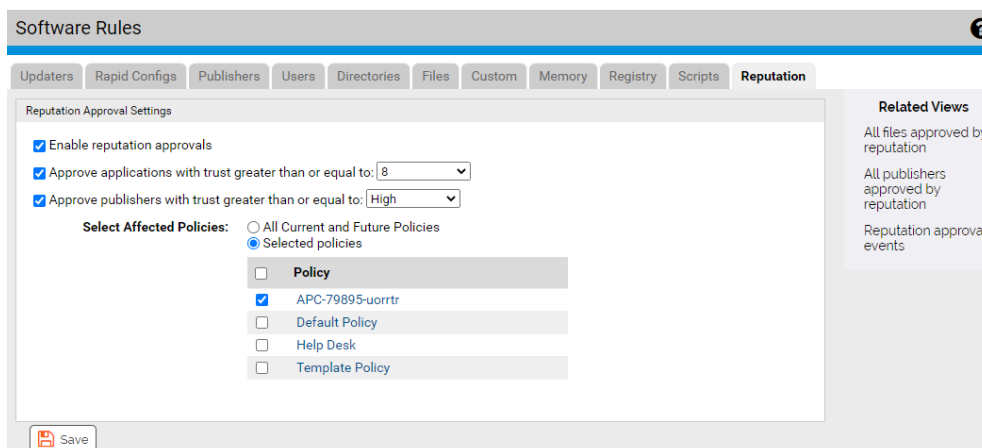 Software Rules
?
Updaters Rapid Configs Publishers Users Directories Files Custom Memory Registry Scripts Reputation
Reputation Approval Settings
Enable reputation approvals
Approve applications with trust greater than or equal to: 8
Approve publishers with trust greater than or equal to: High
Select Affected Policies: All Current and Future Policies
Selected policies
Policy
APC-79895-uorrtr
Default Policy
Help Desk
Template Policy
Save
Related Views
All files approved by
reputation
All publishers
approved by
reputation
Reputation approva
events